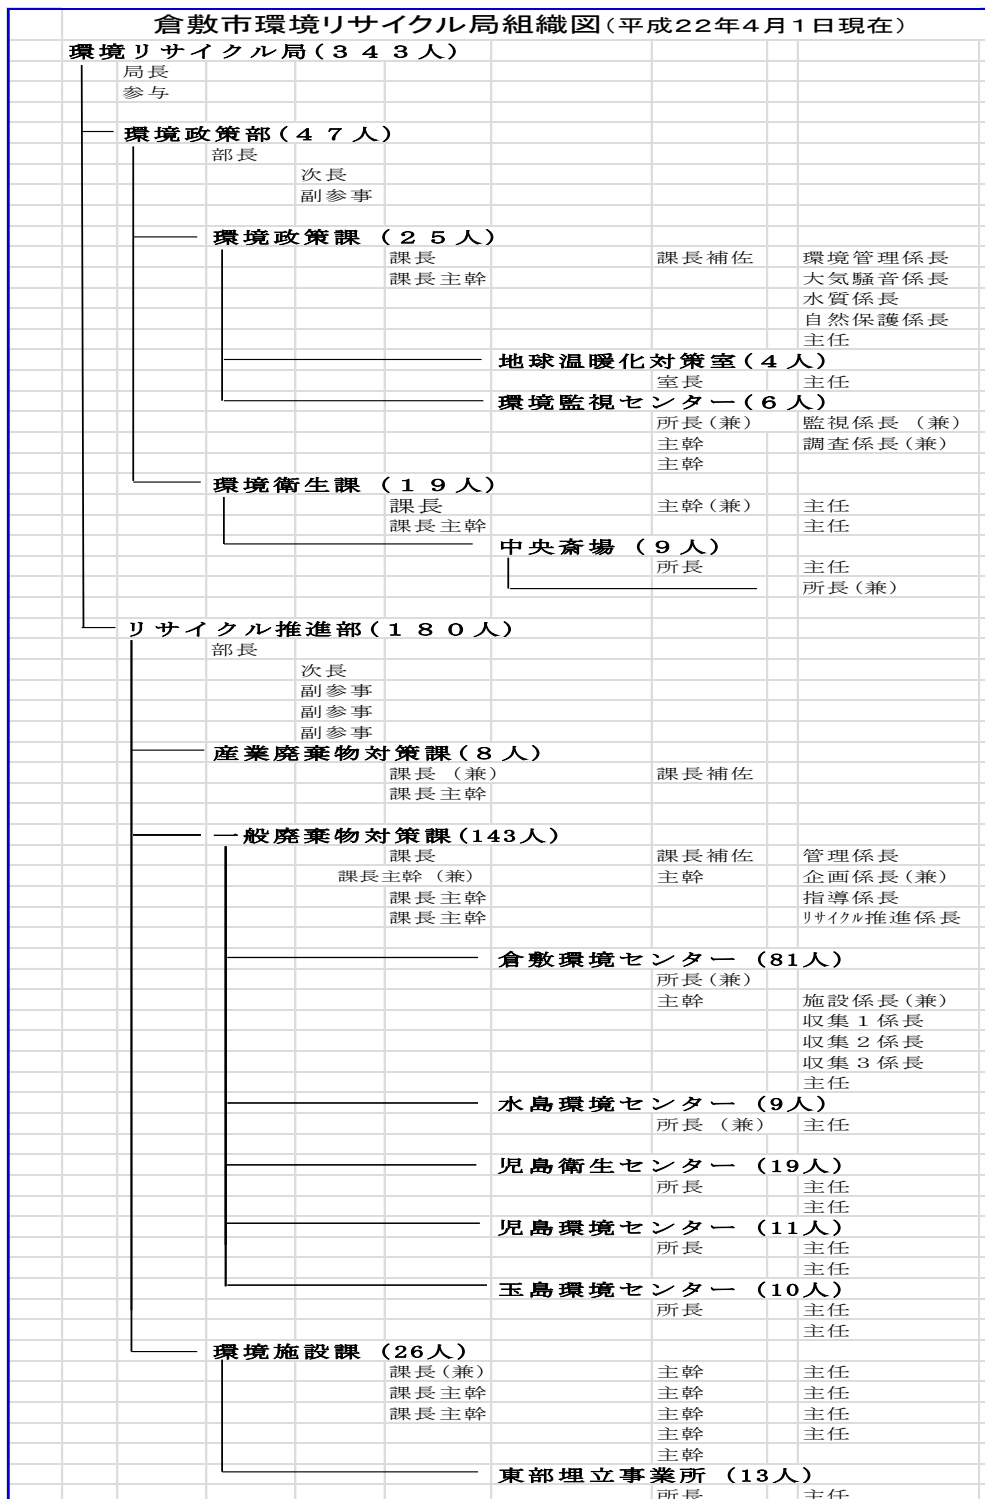 倉敷市環境リサイクル局組織図(平成22年4月1日現在)
環境リサイクル局(３４３人)
局長
参与
環境政策部(４７人)
部長
次長
副参事
環境政策課 (２５人)
課長 課長補佐 環境管理係長
課長主幹 大気騒音係長
水質係長
自然保護係長
主任
地球温暖化対策室(４人)
室長 主任
環境監視センター(６人)
所長(兼) 監視係長 (兼)
主幹 調査係長(兼)
主幹
環境衛生課 (１９人)
課長 主幹(兼) 主任
課長主幹 主任
中央斎場 (９人)
所長 主任
所長(兼)
リサイクル推進部(１８０人)
部長
次長
副参事
副参事
副参事
産業廃棄物対策課(８人)
課長 (兼) 課長補佐
課長主幹
一般廃棄物対策課(143人)
課長 課長補佐 管理係長
課長主幹 (兼) 主幹 企画係長(兼)
課長主幹 指導係長
課長主幹 ﾘｻｲｸﾙ推進係長
倉敷環境センター (81人)
所長(兼)
主幹 施設係長(兼)
収集１係長
収集２係長
収集３係長
主任
水島環境センター (9人)
所長 (兼) 主任
児島衛生センター (19人)
所長 主任
主任
児島環境センター (11人)
所長 主任
主任
玉島環境センター (10人)
所長 主任
主任
環境施設課 (26人)
課長(兼) 主幹 主任
課長主幹 主幹 主任
課長主幹 主幹 主任
主幹 主任
主幹
東部埋立事業所 (13人)
所長 主任